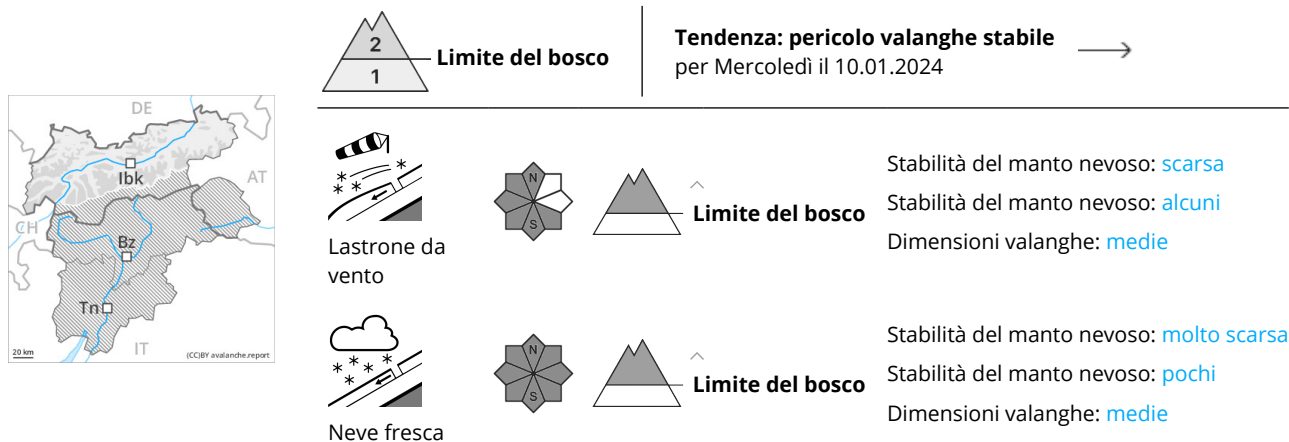 2
1
Limite del bosco
Tendenza: pericolo valanghe stabile
per Mercoledì il 10.01.2024
DE
Ibk
AT
CH
Bz
Tn
IT
20 km
(CC)BY avalanche.report
N
S
Limite del bosco
Lastrone da
vento
Stabilità del manto nevoso: scarsa
Stabilità del manto nevoso: alcuni
Dimensioni valanghe: medie
N
S
Limite del bosco
Neve fresca
Stabilità del manto nevoso: molto scarsa
Stabilità del manto nevoso: pochi
Dimensioni valanghe: medie